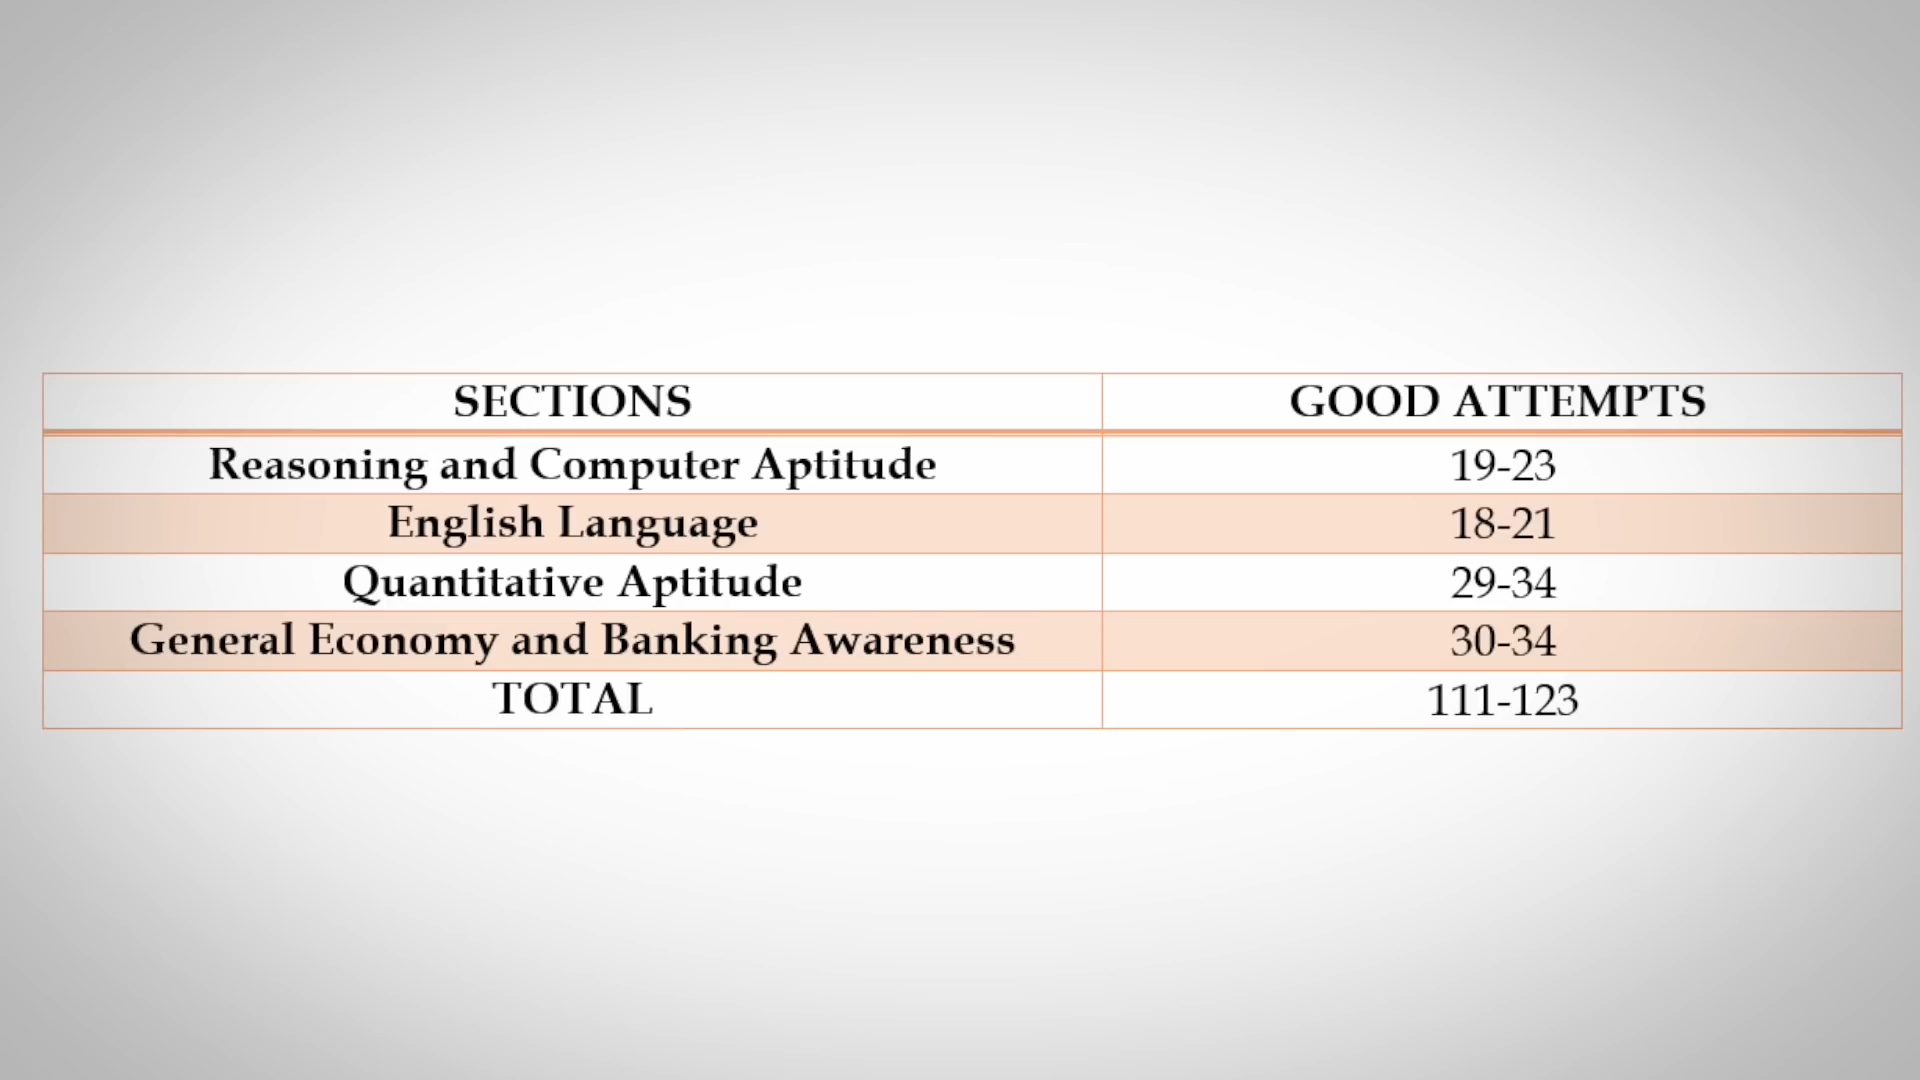 SECTIONS GOOD ATTEMPTS
Reasoning and Computer Aptitude 19-23
English Language 18-21
Quantitative Aptitude 29-34
General Economy and Banking Awareness 30-34
TOTAL 111-123